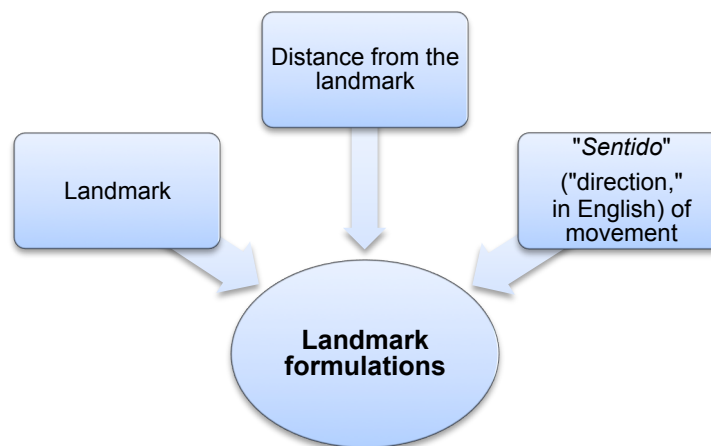 Distance from the
landmark
Landmark
"Sentido"
("direction,"
in English) of
movement
Landmark
formulations